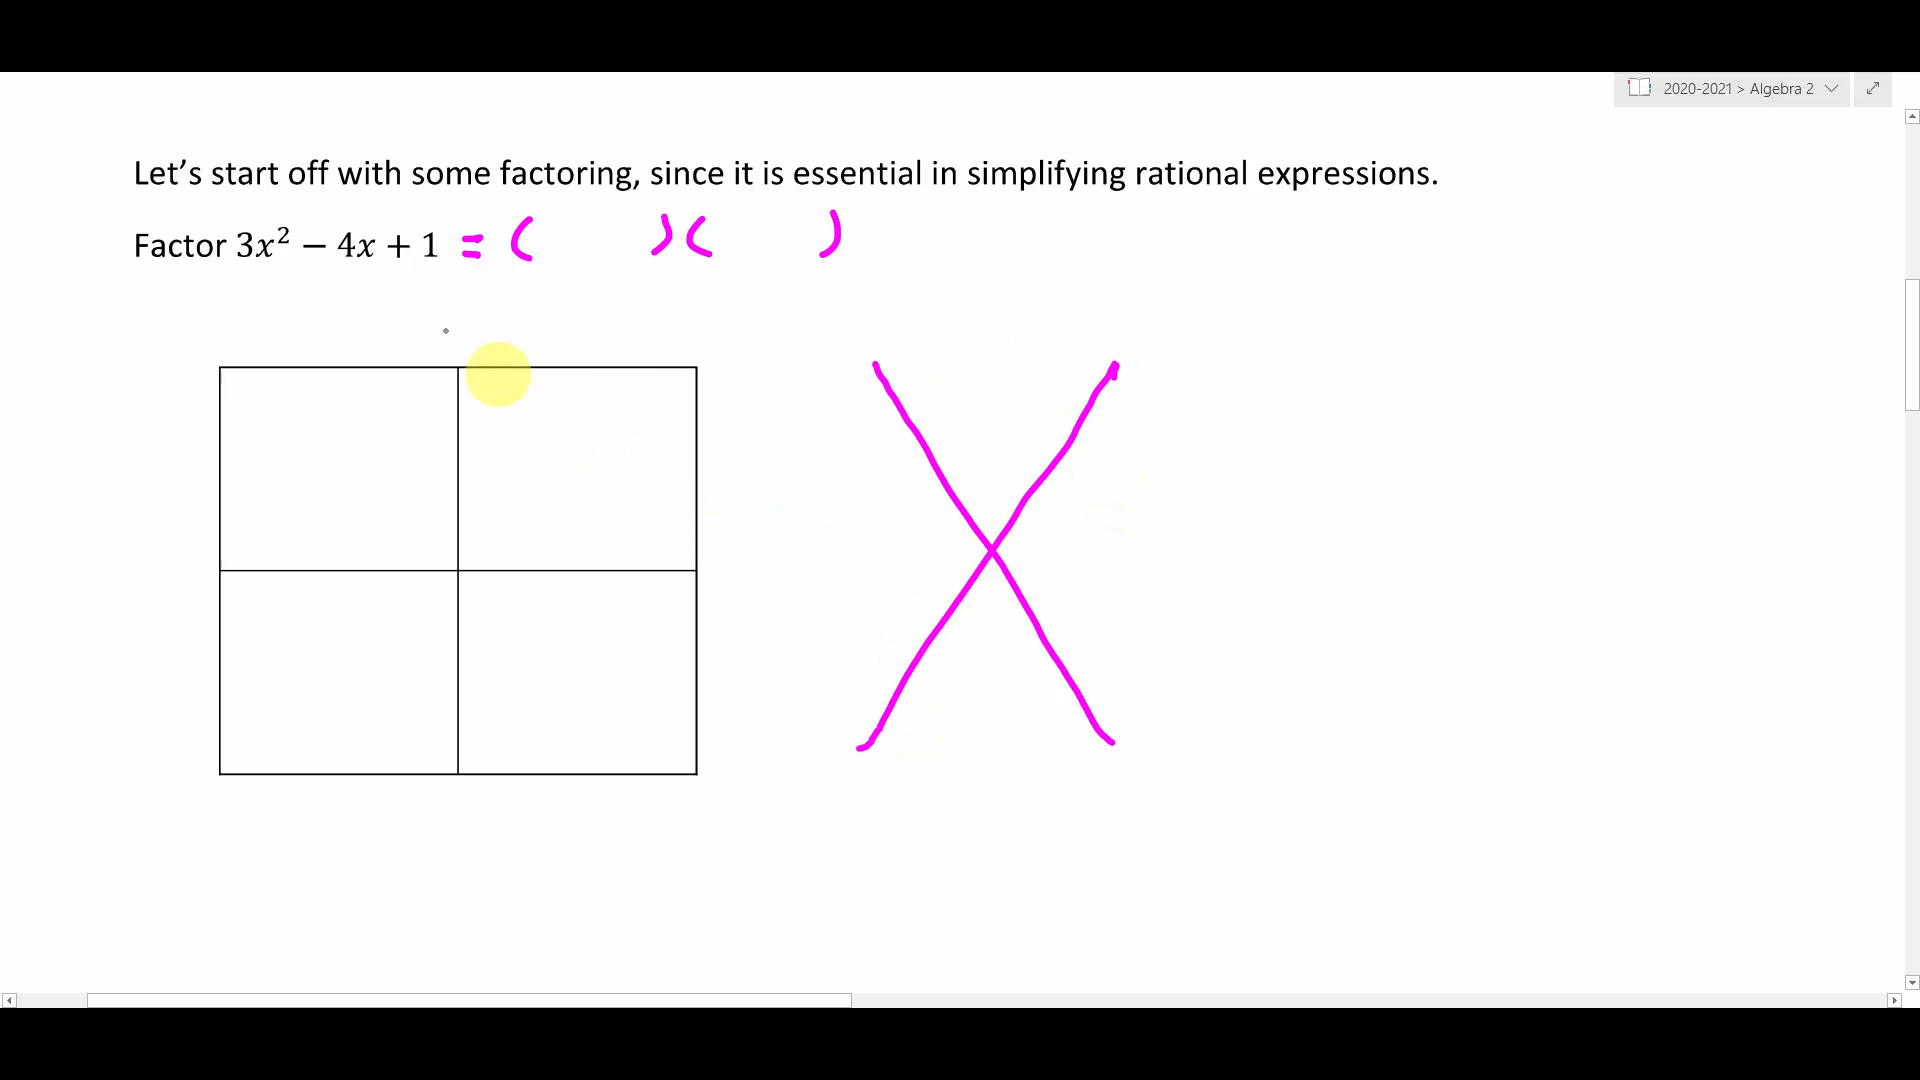 2020-2021 > Algebra 2
Let’s start off with some factoring, since it is essential in simplifying rational expressions.
Factor 3x² − 4x + 1 = (        )(        )